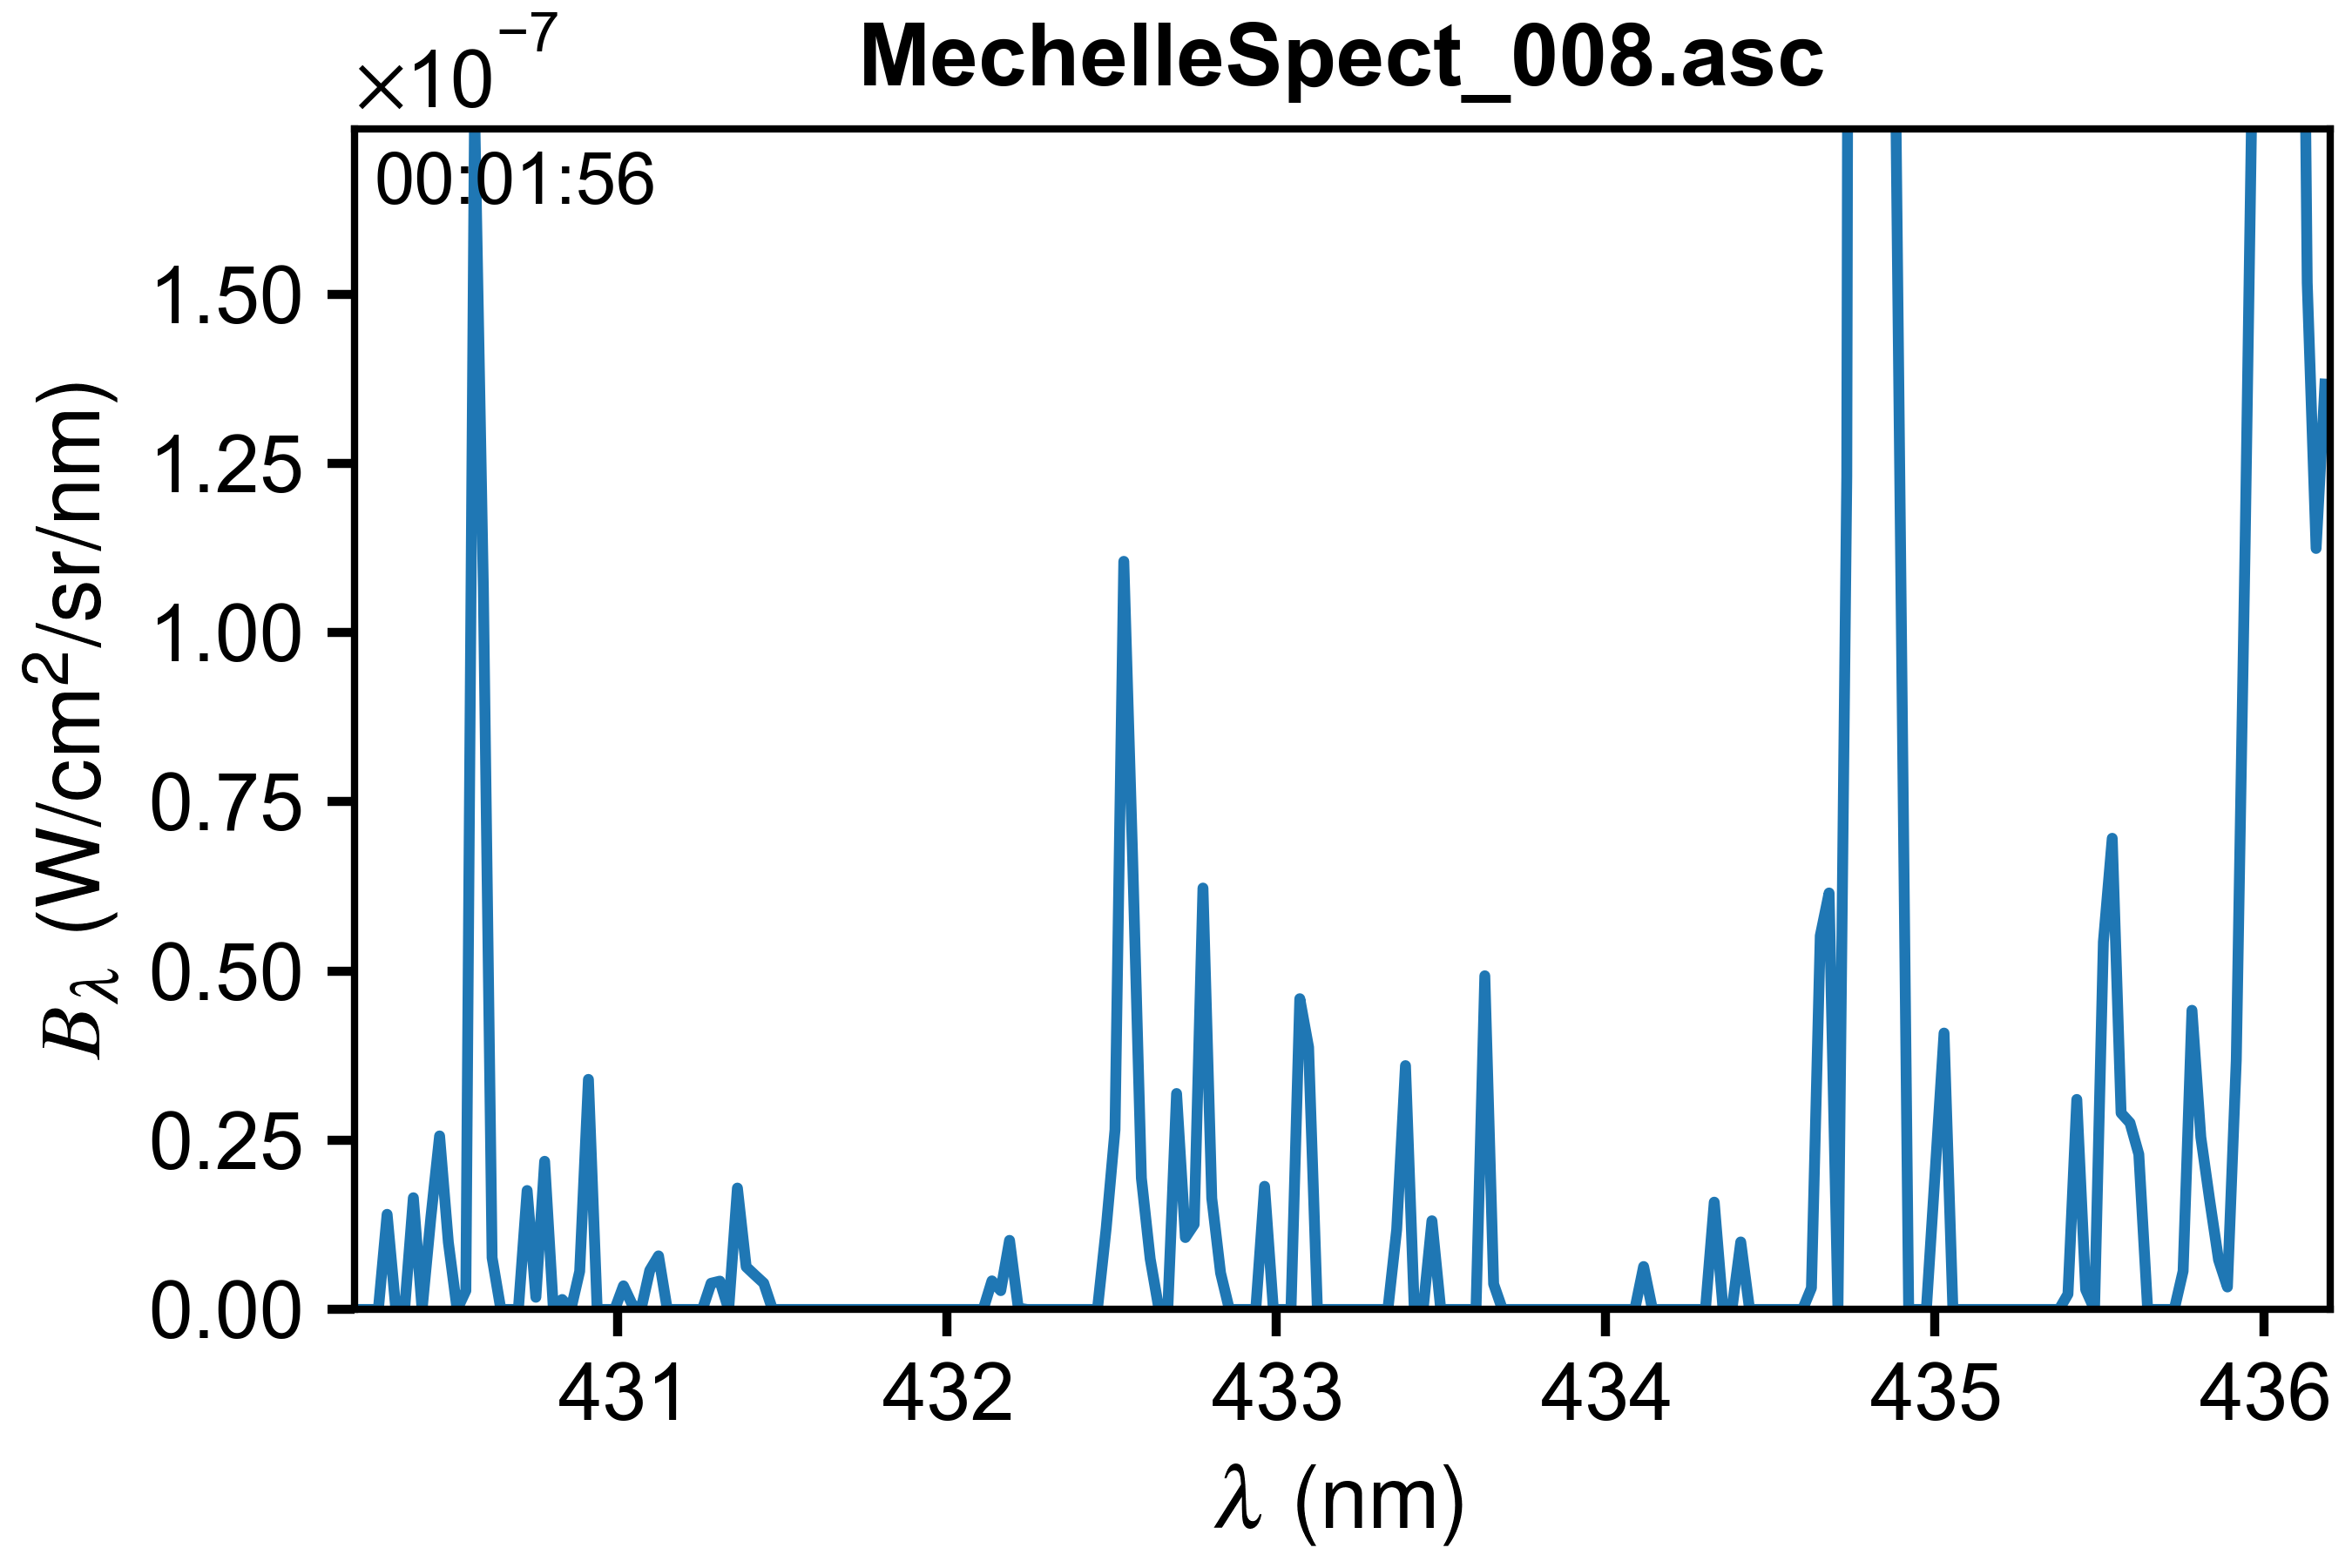 ×10⁻⁷
MechelleSpect_008.asc
00:01:56
1.50
1.25
1.00
0.75
0.50
0.25
0.00
B_λ (W//cm²/sr/nm)
431 432 433 434 435 436
λ (nm)